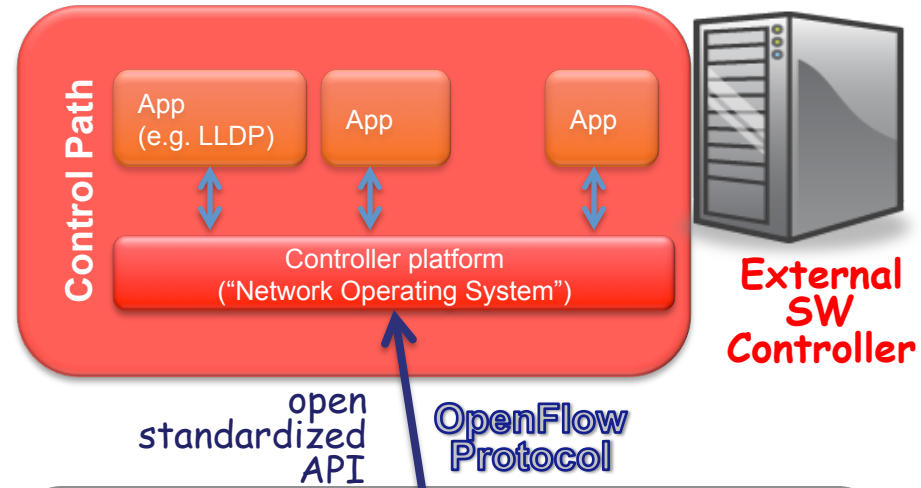 Control Path
App
(e.g. LLDP)
App
App
Controller platform
(“Network Operating System”)
External
SW
Controller
open
standardized
API
OpenFlow
Protocol